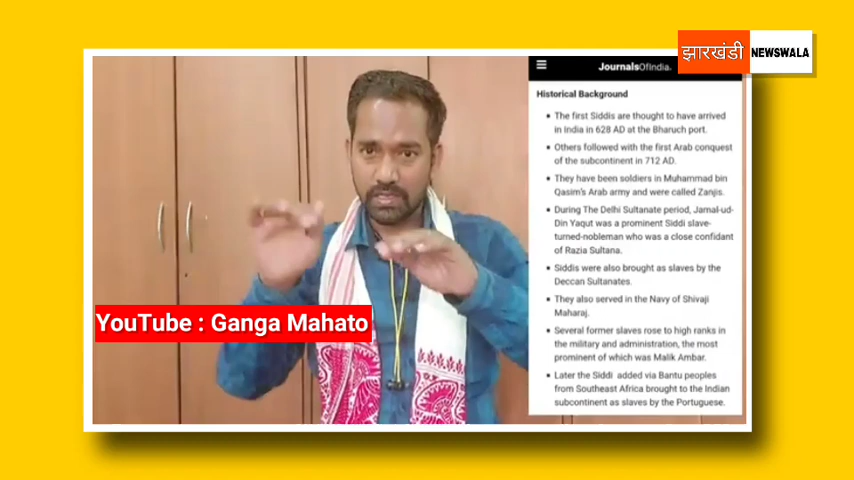 झारखंडी NEWSWALA
JournalsOfIndia.
Historical Background
▪ The first Siddis are thought to have arrived
in India in 628 AD at the Bharuch port.
▪ Others followed with the first Arab conquest
of the subcontinent in 712 AD.
▪ They have been soldiers in Muhammad bin
Qasim's Arab army and were called Zanjis.
▪ During The Delhi Sultanate period, Jamal-ud-
Din Yaqut was a prominent Siddi slave-
turned-nobleman who was a close confidant
of Razia Sultana.
▪ Siddis were also brought as slaves by the
Deccan Sultanates.
▪ They also served in the Navy of Shivaji
Maharaj.
▪ Several former slaves rose to high ranks in
the military and administration, the most
prominent of which was Malik Ambar.
▪ Later the Siddi added via Bantu peoples
from Southeast Africa brought to the Indian
subcontinent as slaves by the Portuguese.
YouTube : Ganga Mahato